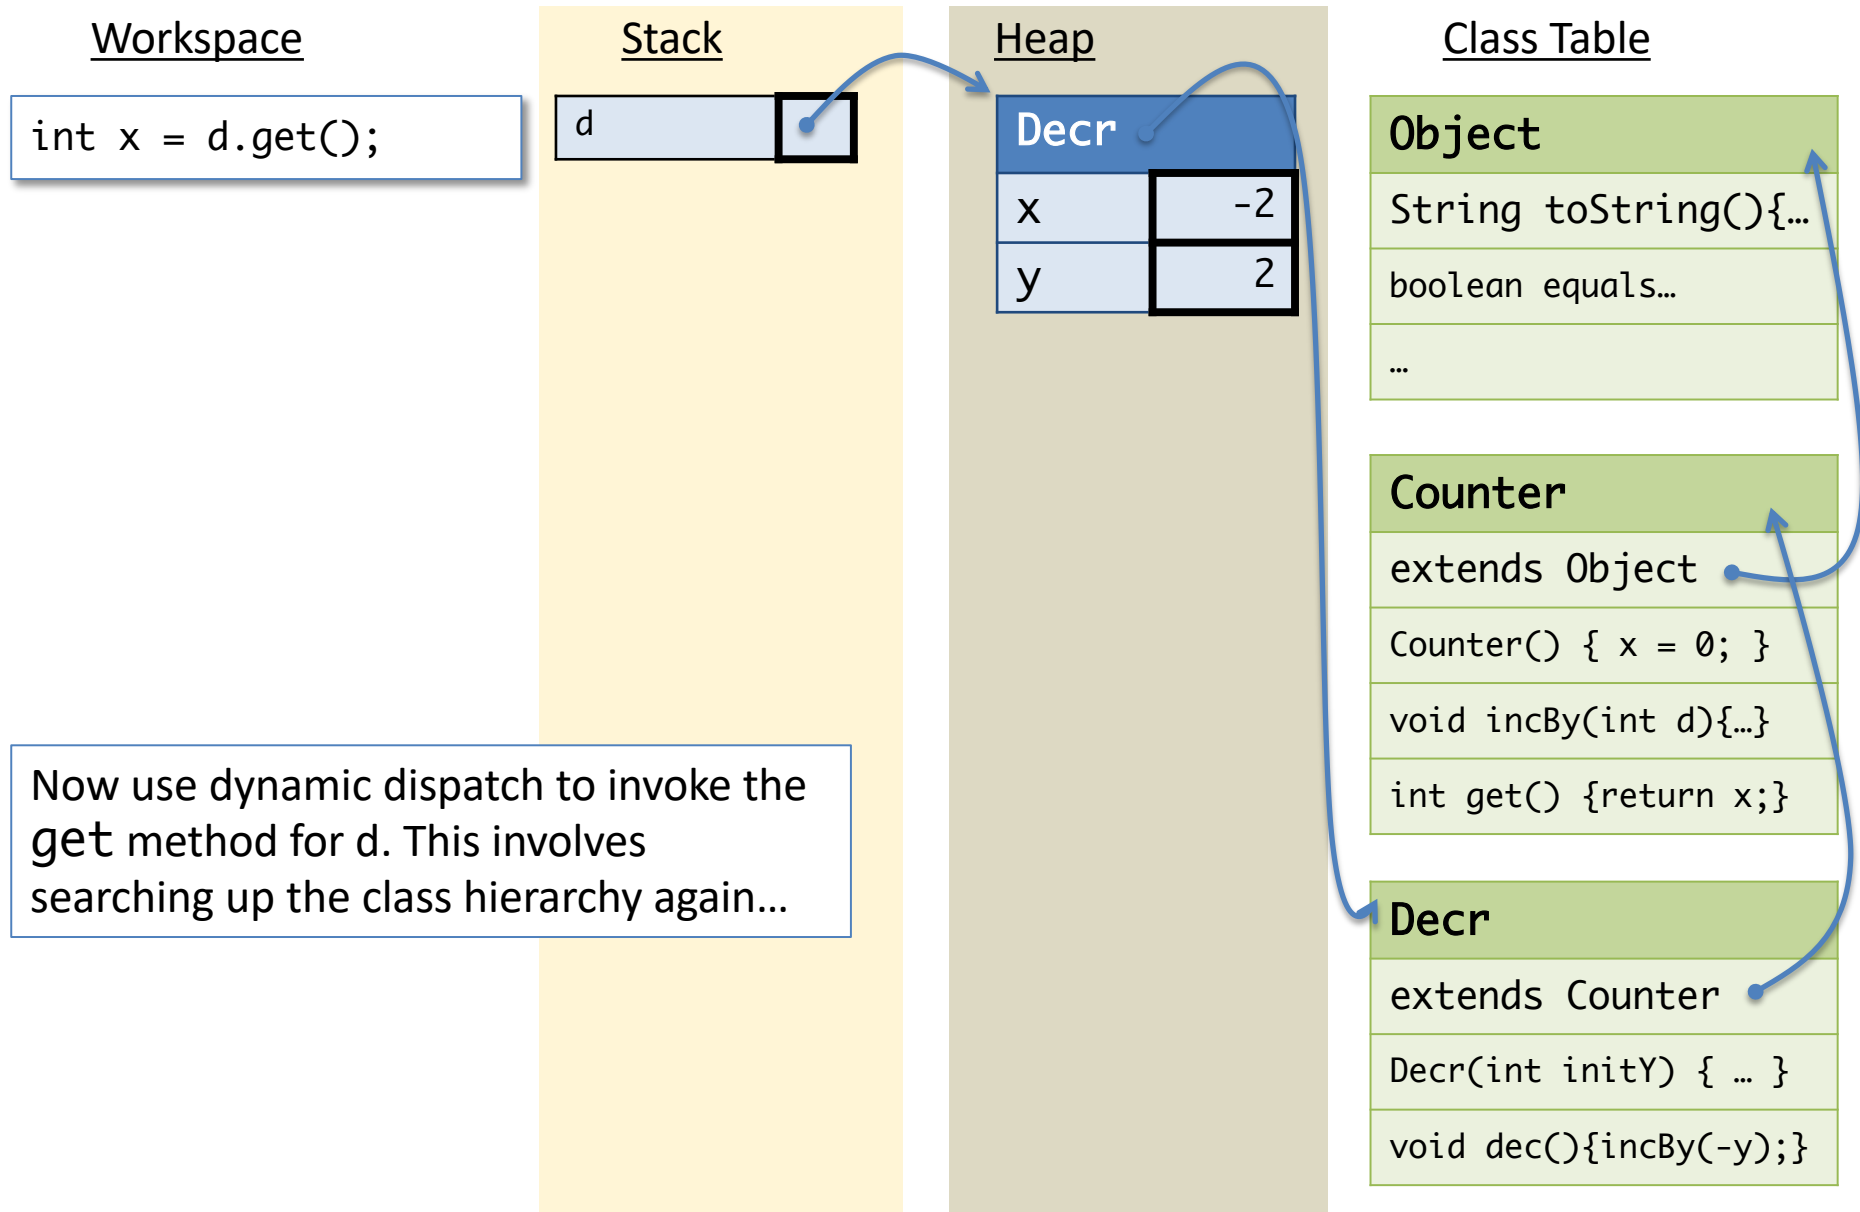 Workspace
Stack
Heap
Class Table
int x = d.get();
d
Decr
x -2
y 2
Object
String toString(){…
boolean equals…
…
Counter
extends Object
Counter() { x = 0; }
void incBy(int d){…}
int get() {return x;}
Now use dynamic dispatch to invoke the
get method for d. This involves
searching up the class hierarchy again…
Decr
extends Counter
Decr(int initY) { … }
void dec(){incBy(-y);}